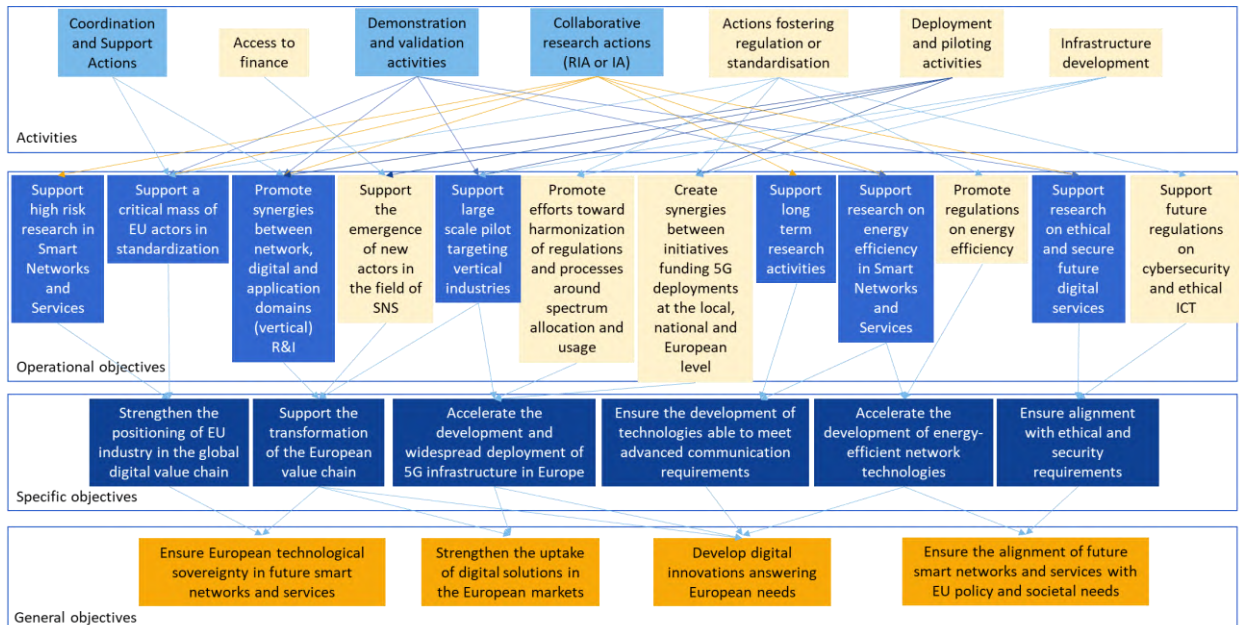 Coordination
and Support
Actions
Access to
finance
Demonstration
and validation
activities
Collaborative
research actions
(RIA or IA)
Actions fostering
regulation or
standardisation
Deployment
and piloting
activities
Infrastructure
development
Activities
Support
high risk
research in
Smart
Networks
and
Services
Support a
critical mass of
EU actors in
standardization
Promote
synergies
between
network,
digital and
application
domains
(vertical)
R&I
Support
the
emergence
of new
actors in
the field of
SNS
Support
large
scale pilot
targeting
vertical
industries
Promote
efforts toward
harmonization
of regulations
and processes
around
spectrum
allocation and
usage
Create
synergies
between
initiatives
funding 5G
deployments
at the local,
national and
European
level
Support
long
term
research
activities
Support
research on
energy
efficiency
in Smart
Networks
and
Services
Promote
regulations
on energy
efficiency
Support
research
on ethical
and secure
future
digital
services
Support
future
regulations
on
cybersecurity
and ethical
ICT
Operational objectives
Strengthen the
positioning of EU
industry in the global
digital value chain
Support the
transformation
of the European
value chain
Accelerate the
development and
widespread deployment of
5G infrastructure in Europe
Ensure the development of
technologies able to meet
advanced communication
requirements
Accelerate the
development of energy-
efficient network
technologies
Ensure alignment
with ethical and
security
requirements
Specific objectives
Ensure European technological
sovereignty in future smart
networks and services
Strengthen the uptake
of digital solutions in
the European markets
Develop digital
innovations answering
European needs
Ensure the alignment of future
smart networks and services with
EU policy and societal needs
General objectives